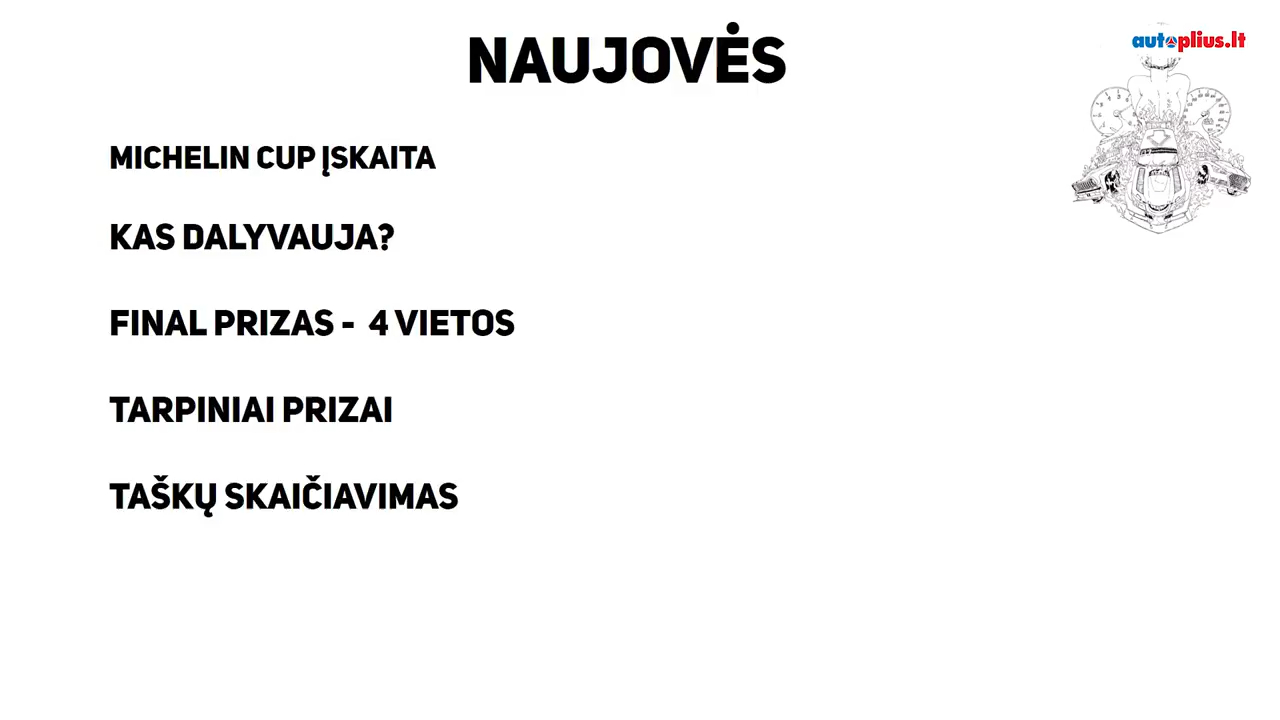 NAUJOVĖS
autoplius.lt
MICHELIN CUP ĮSKAITA
KAS DALYVAUJA?
FINAL PRIZAS - 4 VIETOS
TARPINIAI PRIZAI
TAŠKŲ SKAIČIAVIMAS